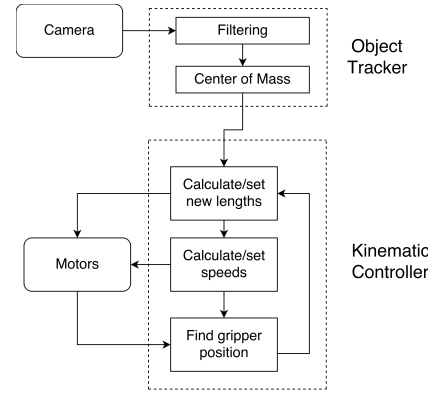 Camera
Filtering
Center of Mass
Object
Tracker
Calculate/set
new lengths
Calculate/set
speeds
Motors
Find gripper
position
Kinematic
Controller